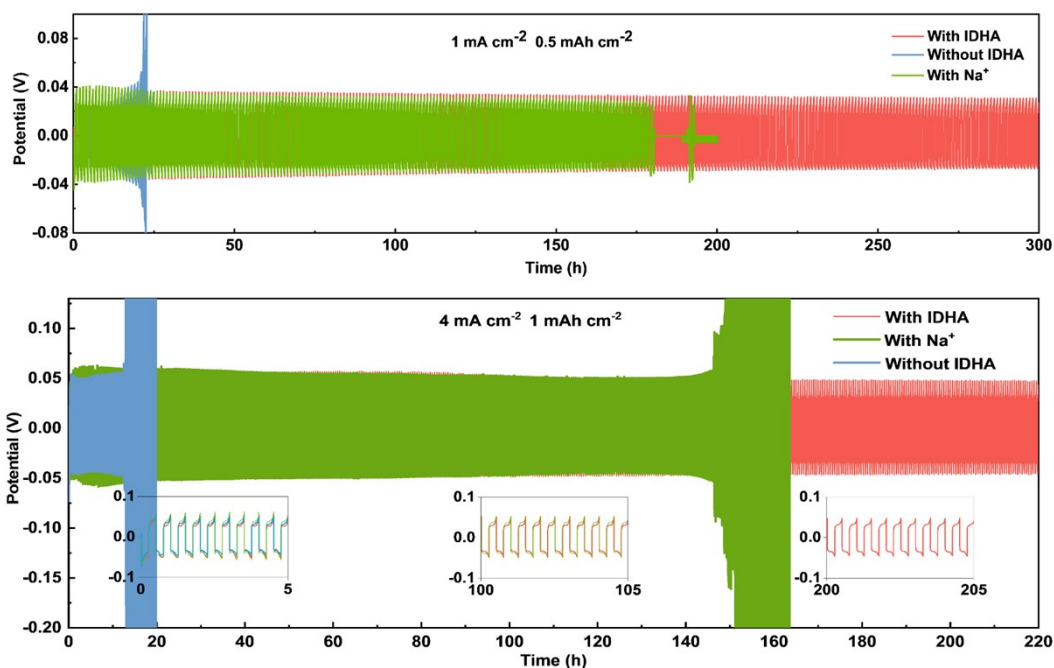 1 mA cm⁻² 0.5 mAh cm⁻²
With IDHA
Without IDHA
With Na⁺
Potential (V)
0.08
0.04
0.00
-0.04
-0.08
0 50 100 150 200 250 300
Time (h)
4 mA cm⁻² 1 mAh cm⁻²
With IDHA
With Na⁺
Without IDHA
Potential (V)
0.10
0.05
0.00
-0.05
-0.10
-0.15
-0.20
0.1
0.0
-0.1
0 5
0.1
0.0
-0.1
100 105
0.1
0.0
-0.1
200 205
0 20 40 60 80 100 120 140 160 180 200 220
Time (h)